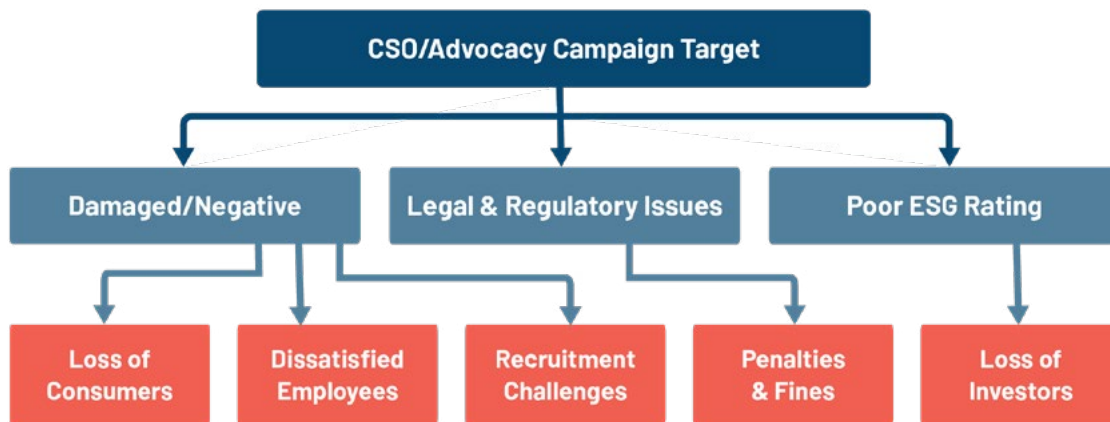 CSO/Advocacy Campaign Target
Damaged/Negative
Legal & Regulatory Issues
Poor ESG Rating
Loss of
Consumers
Dissatisfied
Employees
Recruitment
Challenges
Penalties
& Fines
Loss of
Investors